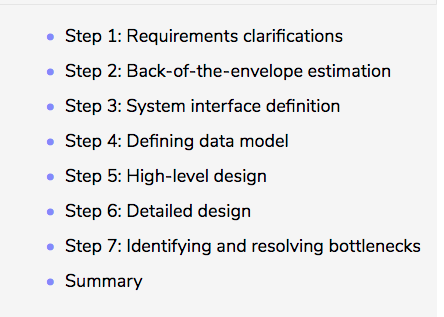 Step 1: Requirements clarifications
Step 2: Back-of-the-envelope estimation
Step 3: System interface definition
Step 4: Defining data model
Step 5: High-level design
Step 6: Detailed design
Step 7: Identifying and resolving bottlenecks
Summary